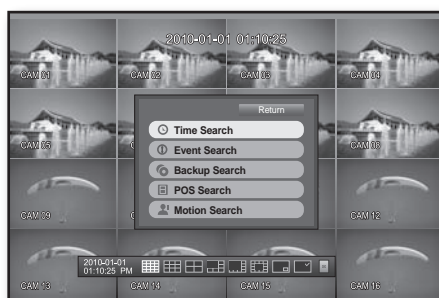 2010-01-01 01:10:25
CAM 01
CAM 02
CAM 03
CAM 04
Return
Time Search
CAM 05
Event Search
CAM 08
Backup Search
POS Search
Motion Search
CAM 09
CAM 12
2010-01-01
01:10:25 PM
CAM 13
CAM 14
CAM 15
CAM 16